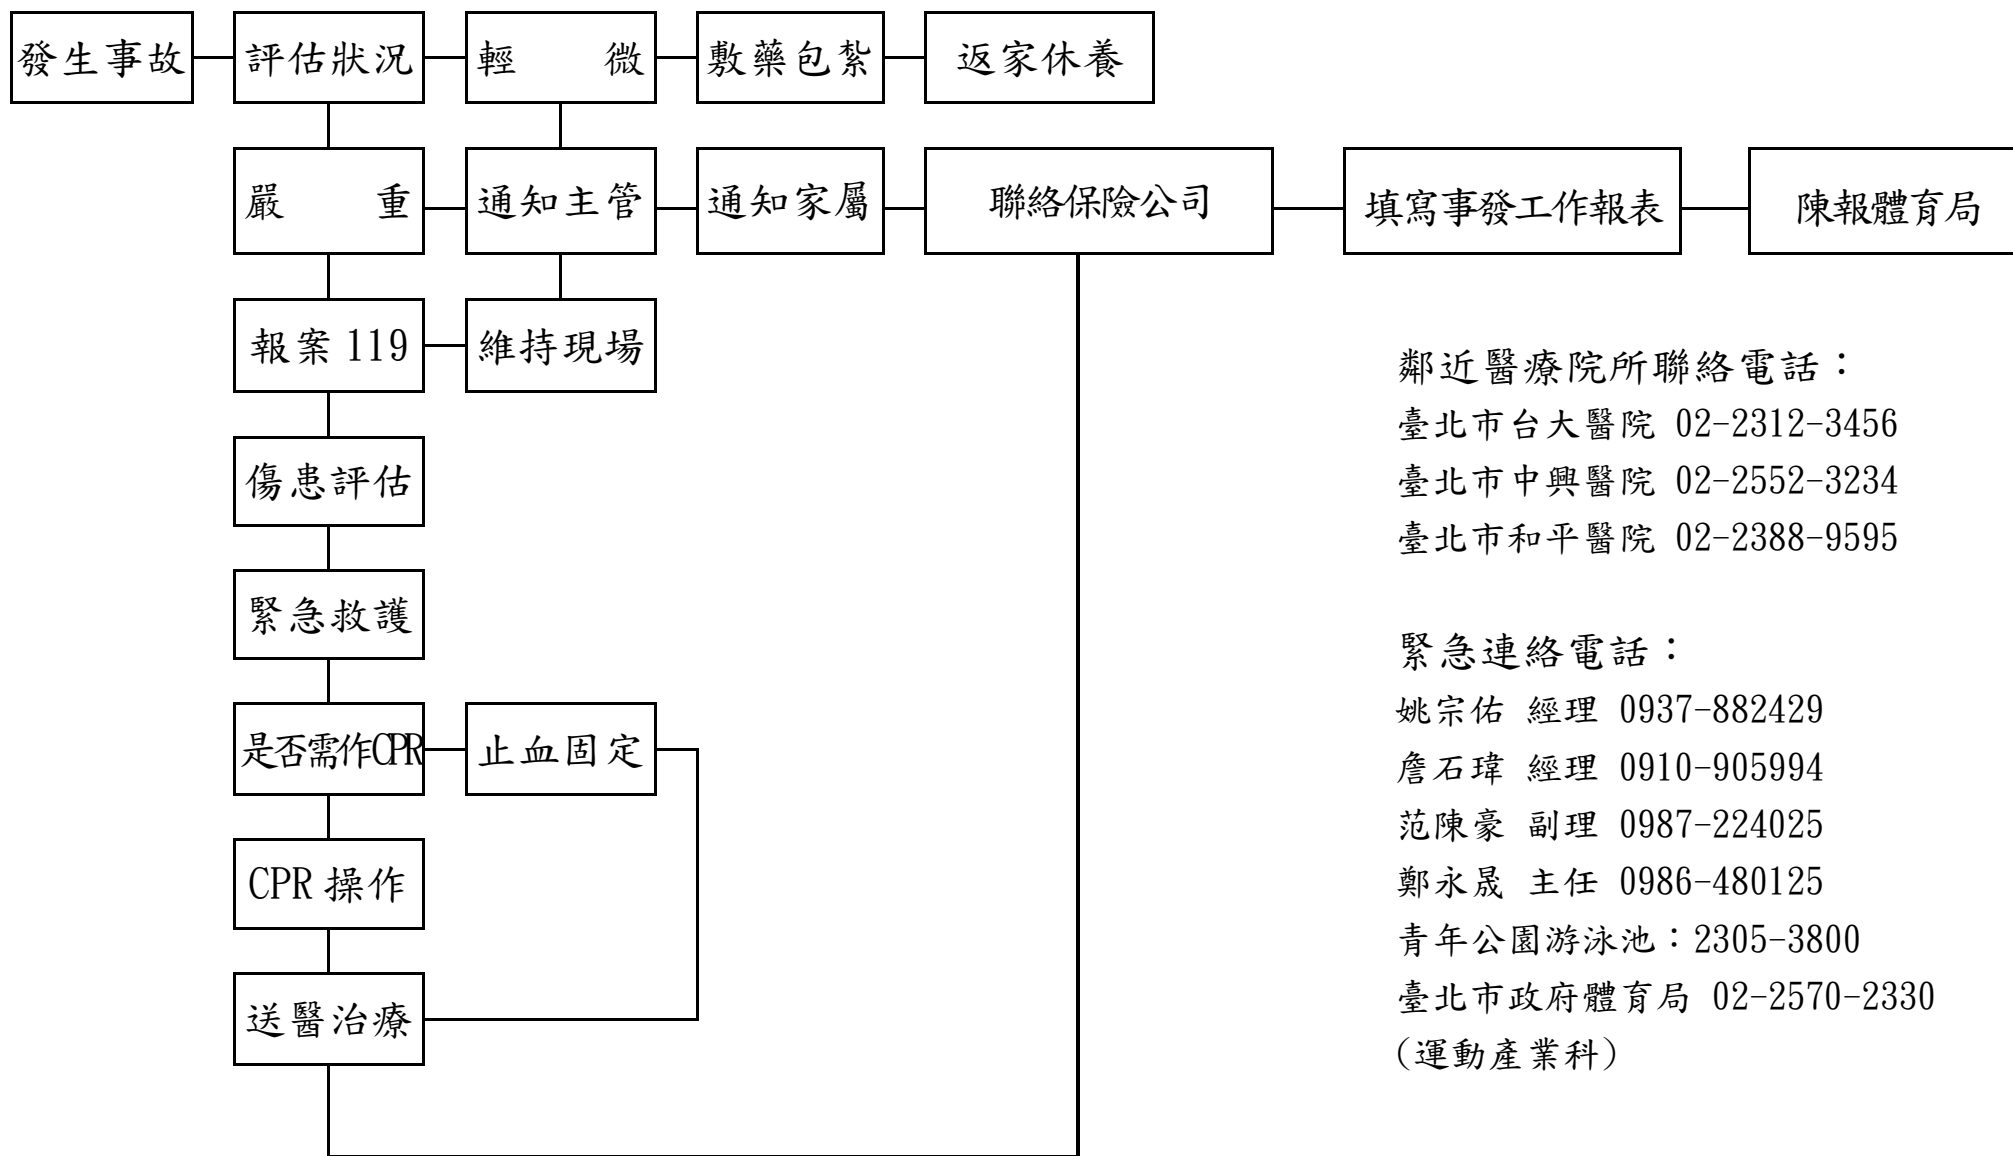 發生事故 評估狀況 輕 微 敷藥包紮 返家休養
嚴 重 通知主管 通知家屬 聯絡保險公司 填寫事發工作報表 陳報體育局
報案 119 維持現場
傷患評估
緊急救護
是否需作CPR 止血固定
CPR 操作
送醫治療
鄰近醫療院所聯絡電話：
臺北市台大醫院 02-2312-3456
臺北市中興醫院 02-2552-3234
臺北市和平醫院 02-2388-9595
緊急連絡電話：
姚宗佑 經理 0937-882429
詹石瑋 經理 0910-905994
范陳豪 副理 0987-224025
鄭永晟 主任 0986-480125
青年公園游泳池：2305-3800
臺北市政府體育局 02-2570-2330
(運動產業科)